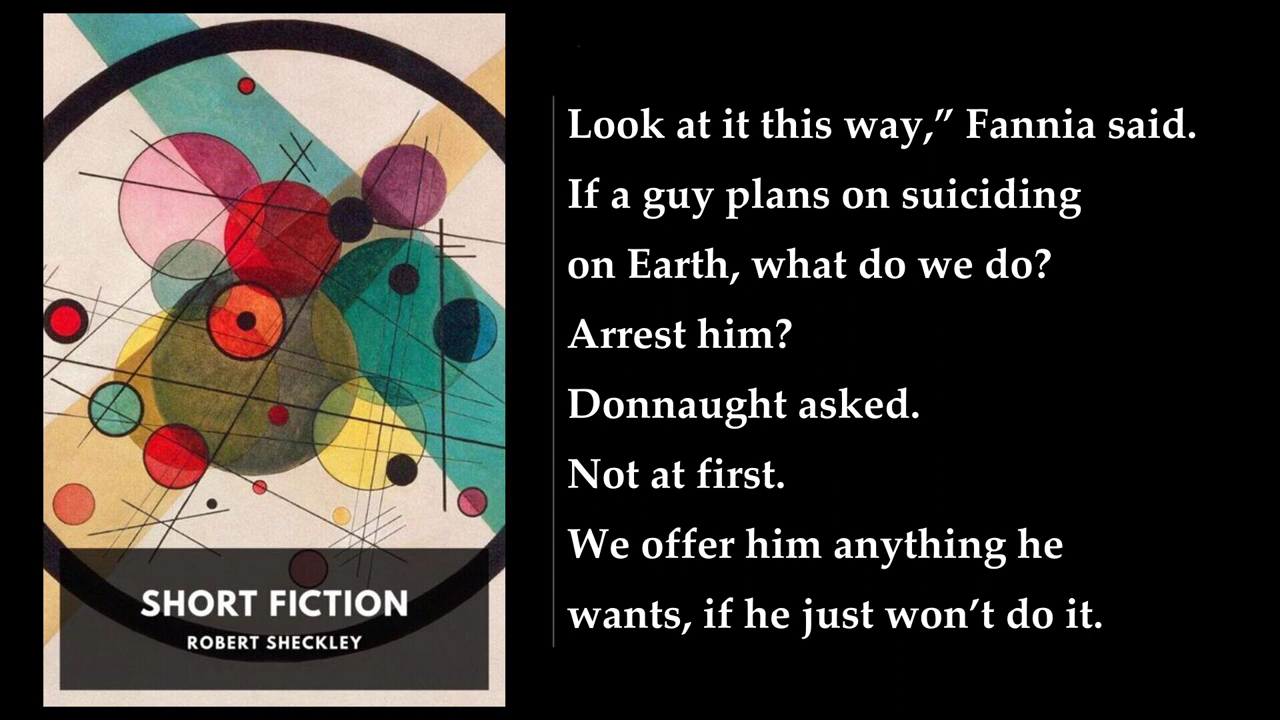 SHORT FICTION
ROBERT SHECKLEY
Look at it this way,” Fannia said.
If a guy plans on suiciding
on Earth, what do we do?
Arrest him?
Donnaught asked.
Not at first.
We offer him anything he
wants, if he just won’t do it.